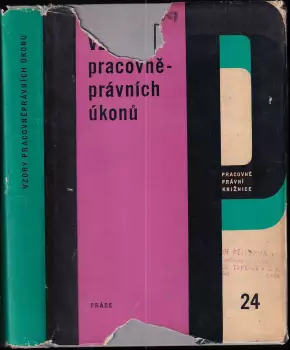 VZORY PRACOVNĚPRÁVNÍCH ÚKONŮ
pracovně-
právních
úkonů
PRACOVNĚ
PRÁVNÍ
KNIŽNICE
PRÁCE
24